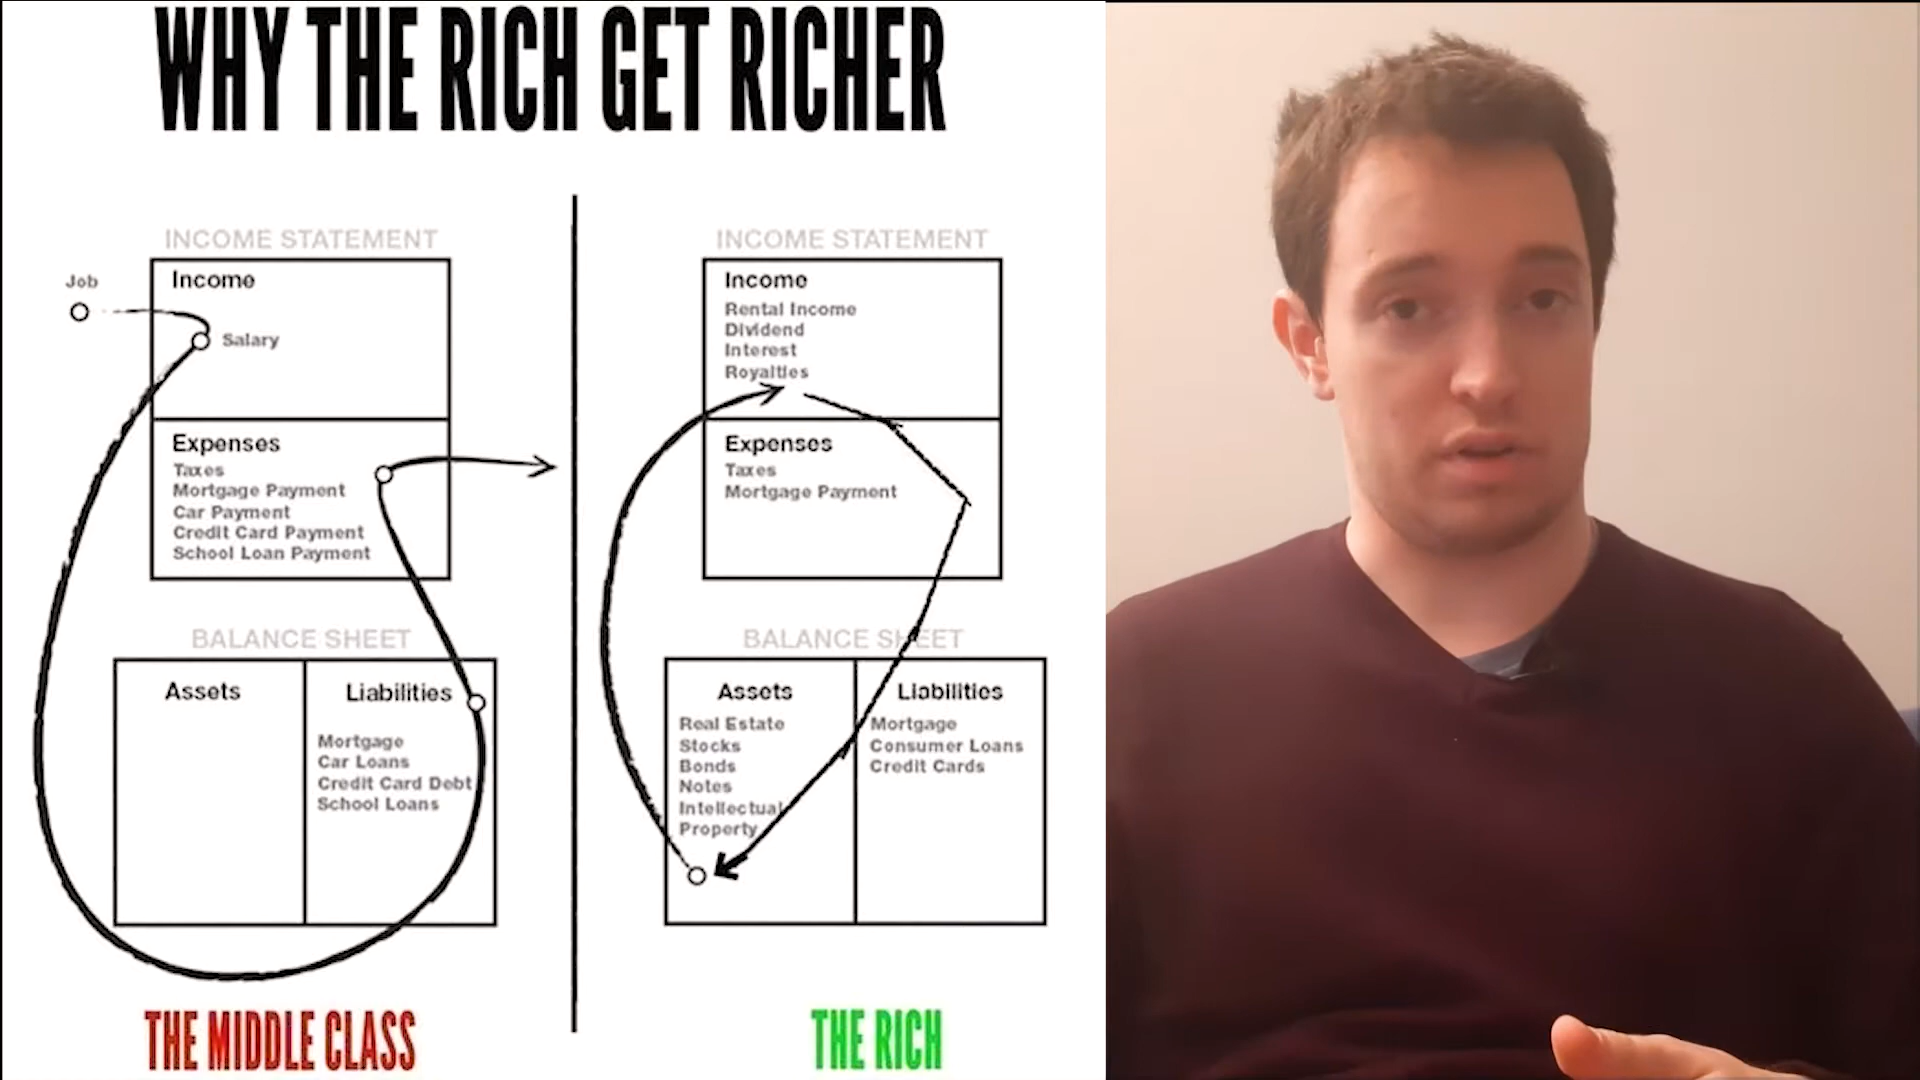 WHY THE RICH GET RICHER
INCOME STATEMENT
Job
Income
Salary
Expenses
Taxes
Mortgage Payment
Car Payment
Credit Card Payment
School Loan Payment
BALANCE SHEET
Assets
Liabilities
Mortgage
Car Loans
Credit Card Debt
School Loans
THE MIDDLE CLASS
INCOME STATEMENT
Income
Rental Income
Dividend
Interest
Royalties
Expenses
Taxes
Mortgage Payment
BALANCE SHEET
Assets
Real Estate
Stocks
Bonds
Notes
Intellectual
Property
Liabilities
Mortgage
Consumer Loans
Credit Cards
THE RICH